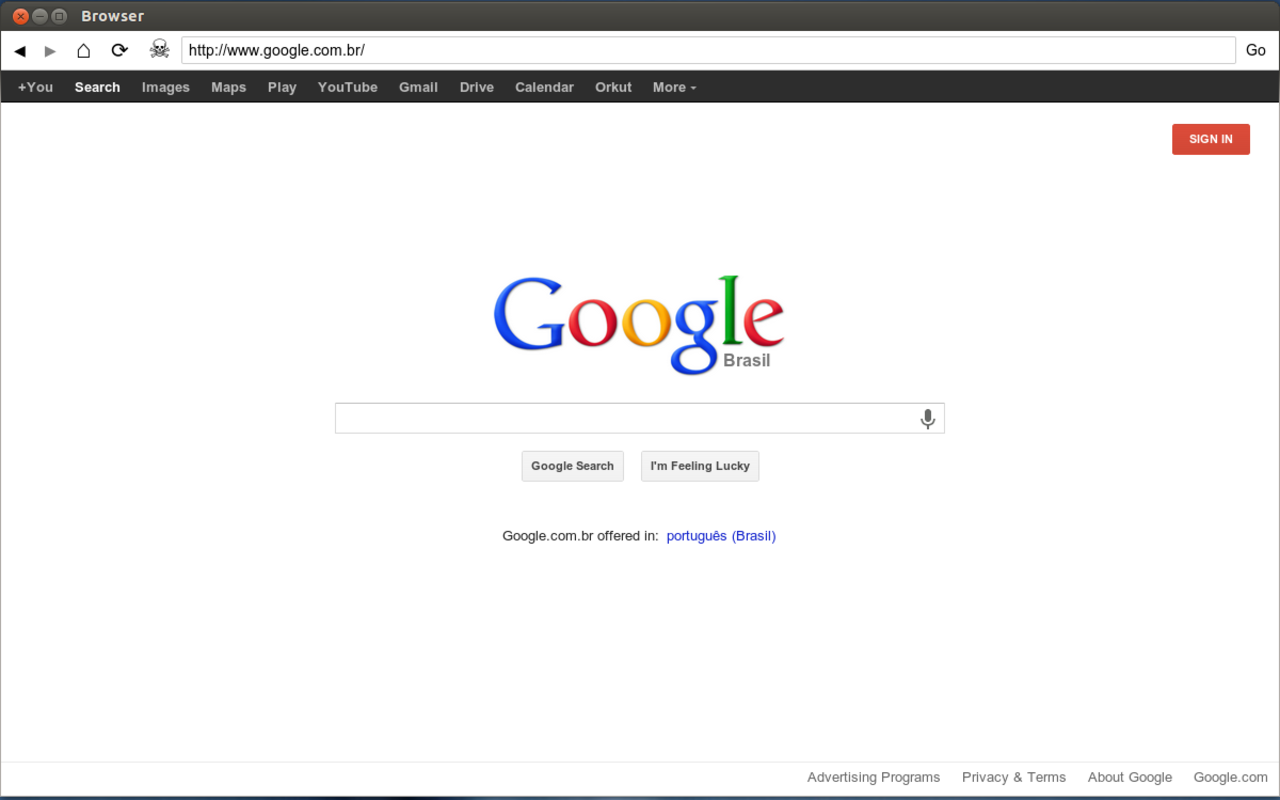 Browser
http://www.google.com.br/ Go
+You Search Images Maps Play YouTube Gmail Drive Calendar Orkut More
SIGN IN
Google
Brasil
Google Search I'm Feeling Lucky
Google.com.br offered in: português (Brasil)
Advertising Programs Privacy & Terms About Google Google.com